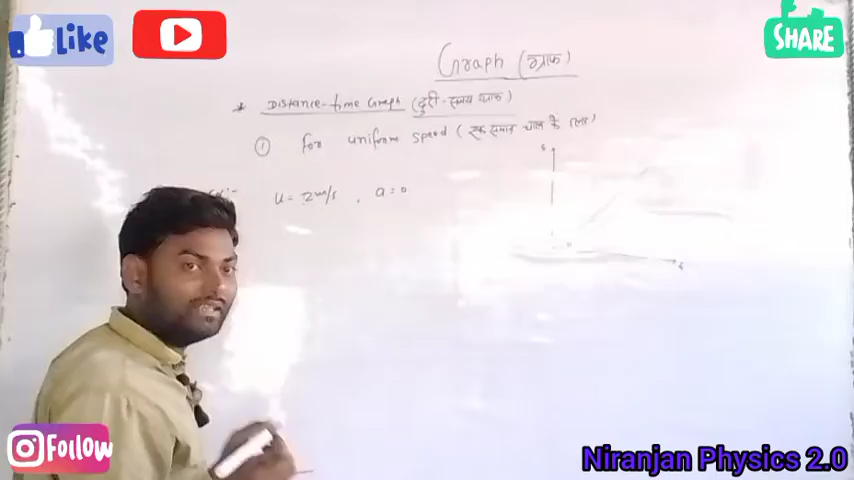 Like
SHARE
Graph (ग्राफ)
* Distance-time Graph (दुरी-समय ग्राफ)
① for uniform speed (एक समान चाल के लिए)
u = 2m/s , a = 0
s
t
Follow
Niranjan Physics 2.0